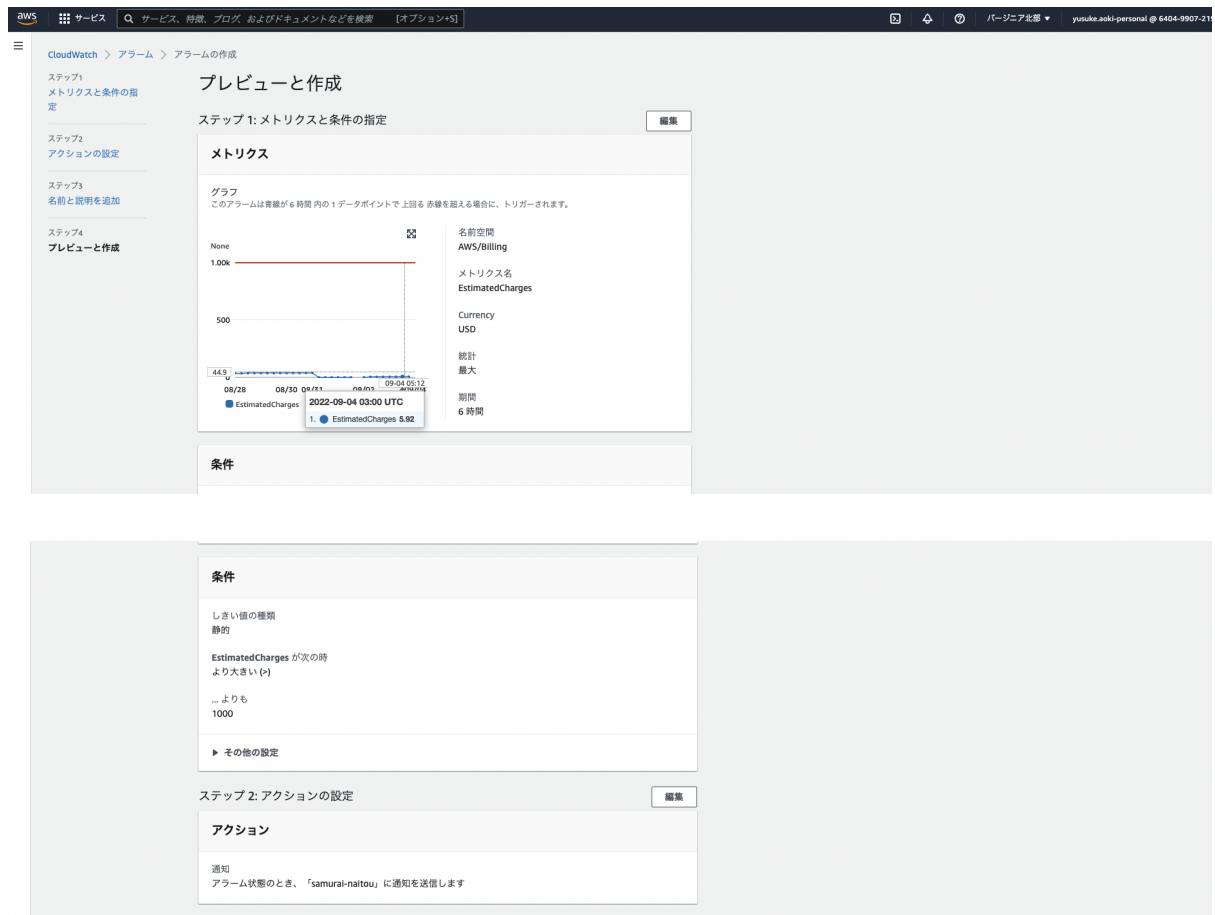 aws
サービス
サービス、特徴、ブログ、およびドキュメントなどを検索 [オプション+S]
バージニア北部 ▼
yusuke.aoki-personal @ 6404-9907-219
CloudWatch > アラーム > アラームの作成
ステップ1
メトリクスと条件の指
定
ステップ2
アクションの設定
ステップ3
名前と説明を追加
ステップ4
プレビューと作成
プレビューと作成
ステップ 1: メトリクスと条件の指定
編集
メトリクス
グラフ
このアラームは青線が 6 時間 内の 1 データポイントで 上回る 赤線を超える場合に、トリガーされます。
None
1.00k
500
44.9
0
09-04 05:12
08/28
08/30
08/31
09/02
EstimatedCharges
2022-09-04 03:00 UTC
1. EstimatedCharges 5.92
名前空間
AWS/Billing
メトリクス名
EstimatedCharges
Currency
USD
統計
最大
期間
6 時間
条件
条件
しきい値の種類
静的
EstimatedCharges が次の時
より大きい (>)
... よりも
1000
▶ その他の設定
ステップ 2: アクションの設定
編集
アクション
通知
アラーム状態のとき、「samurai-naitou」に通知を送信します